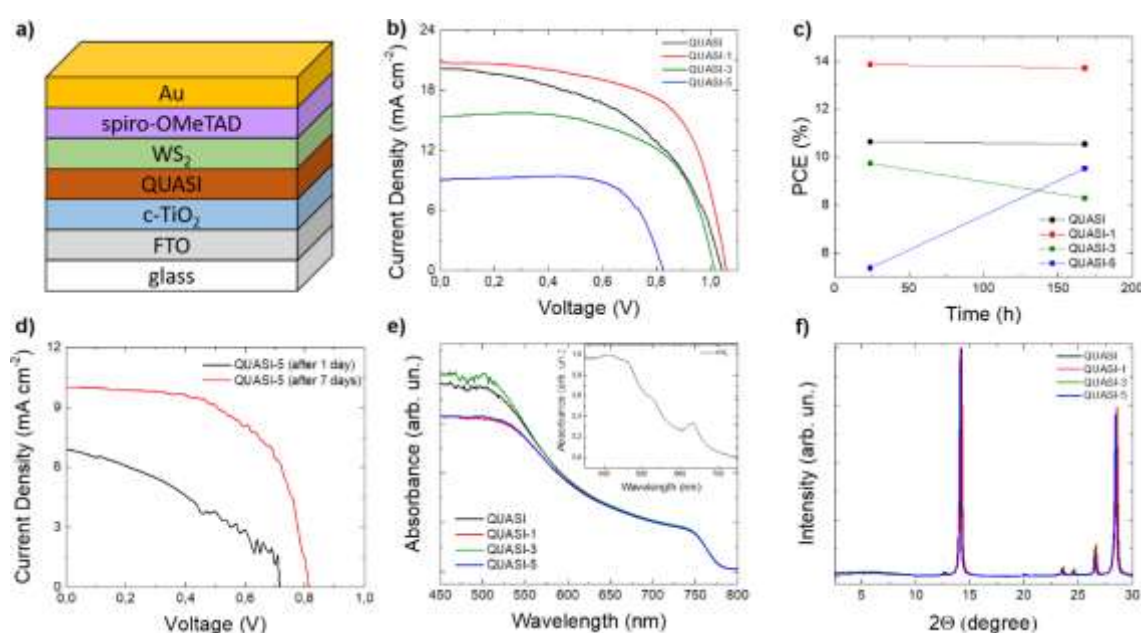 a)
Au
spiro-OMeTAD
WS2
QUASI
c-TiO2
FTO
glass
b)
Current Density (mA cm-2)
24
18
12
6
0
0,0 0,2 0,4 0,6 0,8 1,0
Voltage (V)
QUASI
QUASI-1
QUASI-3
QUASI-5
c)
PCE (%)
14
12
10
8
6
0 50 100 150 200
Time (h)
QUASI
QUASI-1
QUASI-3
QUASI-5
d)
Current Density (mA cm-2)
12
9
6
3
0
0,0 0,2 0,4 0,6 0,8 1,0
Voltage (V)
QUASI-5 (after 1 day)
QUASI-5 (after 7 days)
e)
Absorbance (arb. un.)
450 500 550 600 650 700 750 800
Wavelength (nm)
QUASI
QUASI-1
QUASI-3
QUASI-5
Absorbance (arb. un.)
Wavelength (nm)
f)
Intensity (arb. un.)
5 10 15 20 25 30
2Θ (degree)
QUASI
QUASI-1
QUASI-3
QUASI-5